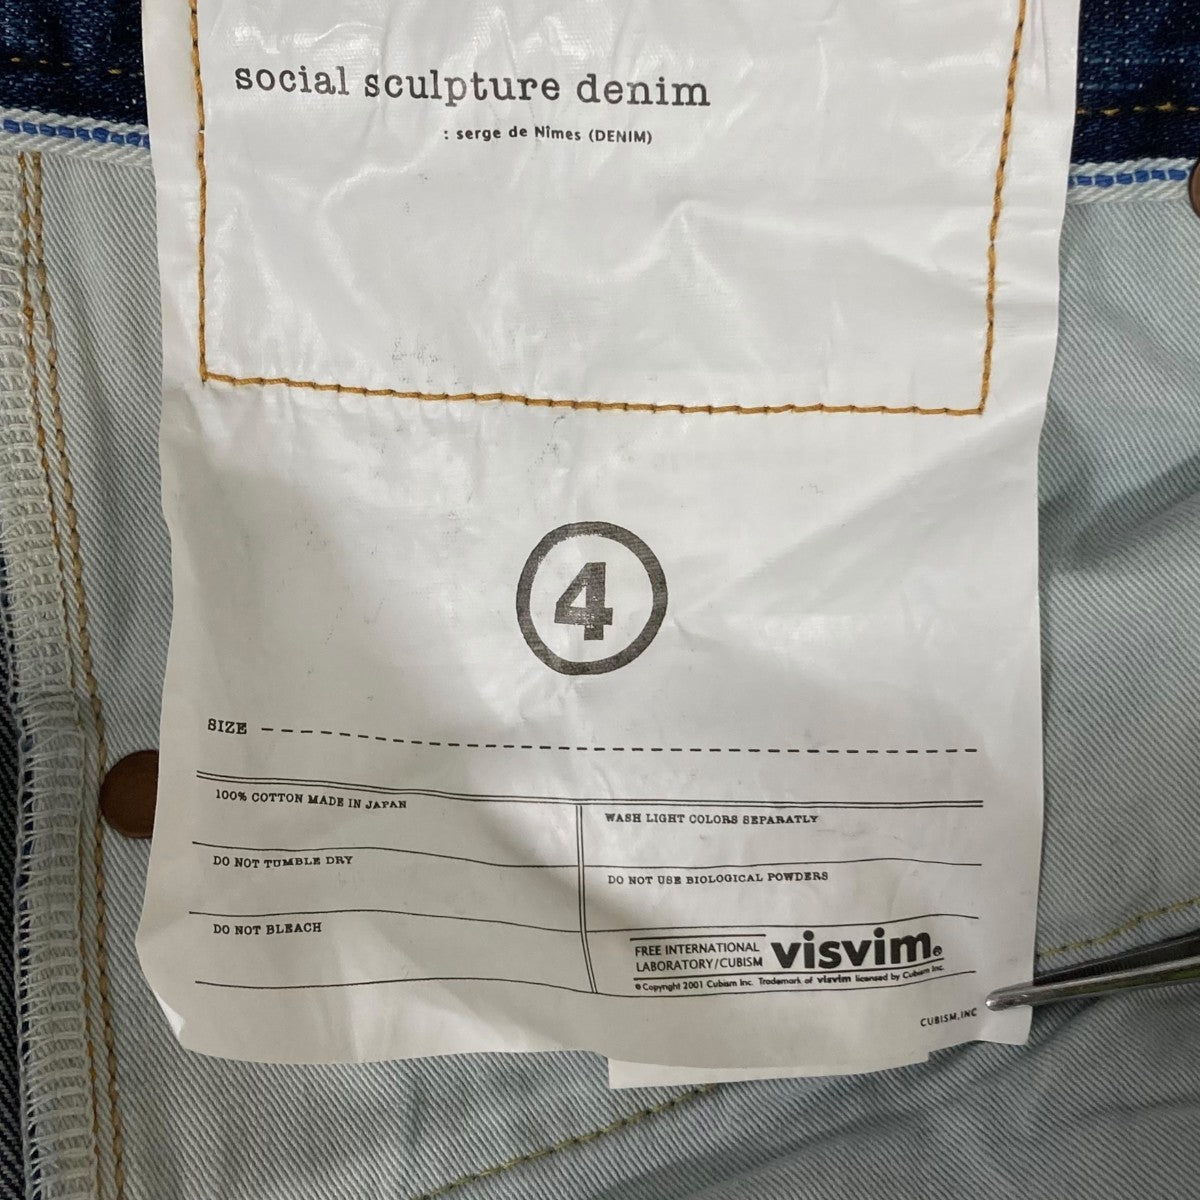 social sculpture denim
: serge de Nîmes (DENIM)
4
SIZE
100% COTTON MADE IN JAPAN
DO NOT TUMBLE DRY
DO NOT BLEACH
WASH LIGHT COLORS SEPARATLY
DO NOT USE BIOLOGICAL POWDERS
FREE INTERNATIONAL
LABORATORY/CUBISM
visvim®
©Copyright 2001 Cubism Inc. Trademark of visvim licensed by Cubism Inc.
CUBISM,INC